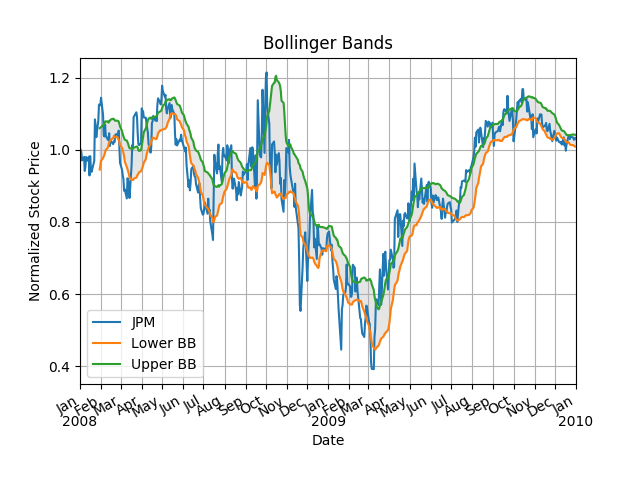 Bollinger Bands
Normalized Stock Price
1.2
1.0
0.8
0.6
0.4
JPM
Lower BB
Upper BB
Jan Feb Mar Apr May Jun Jul Aug Sep Oct Nov Dec Jan Feb Mar Apr May Jun Jul Aug Sep Oct Nov Dec Jan
2008 2009 2010
Date